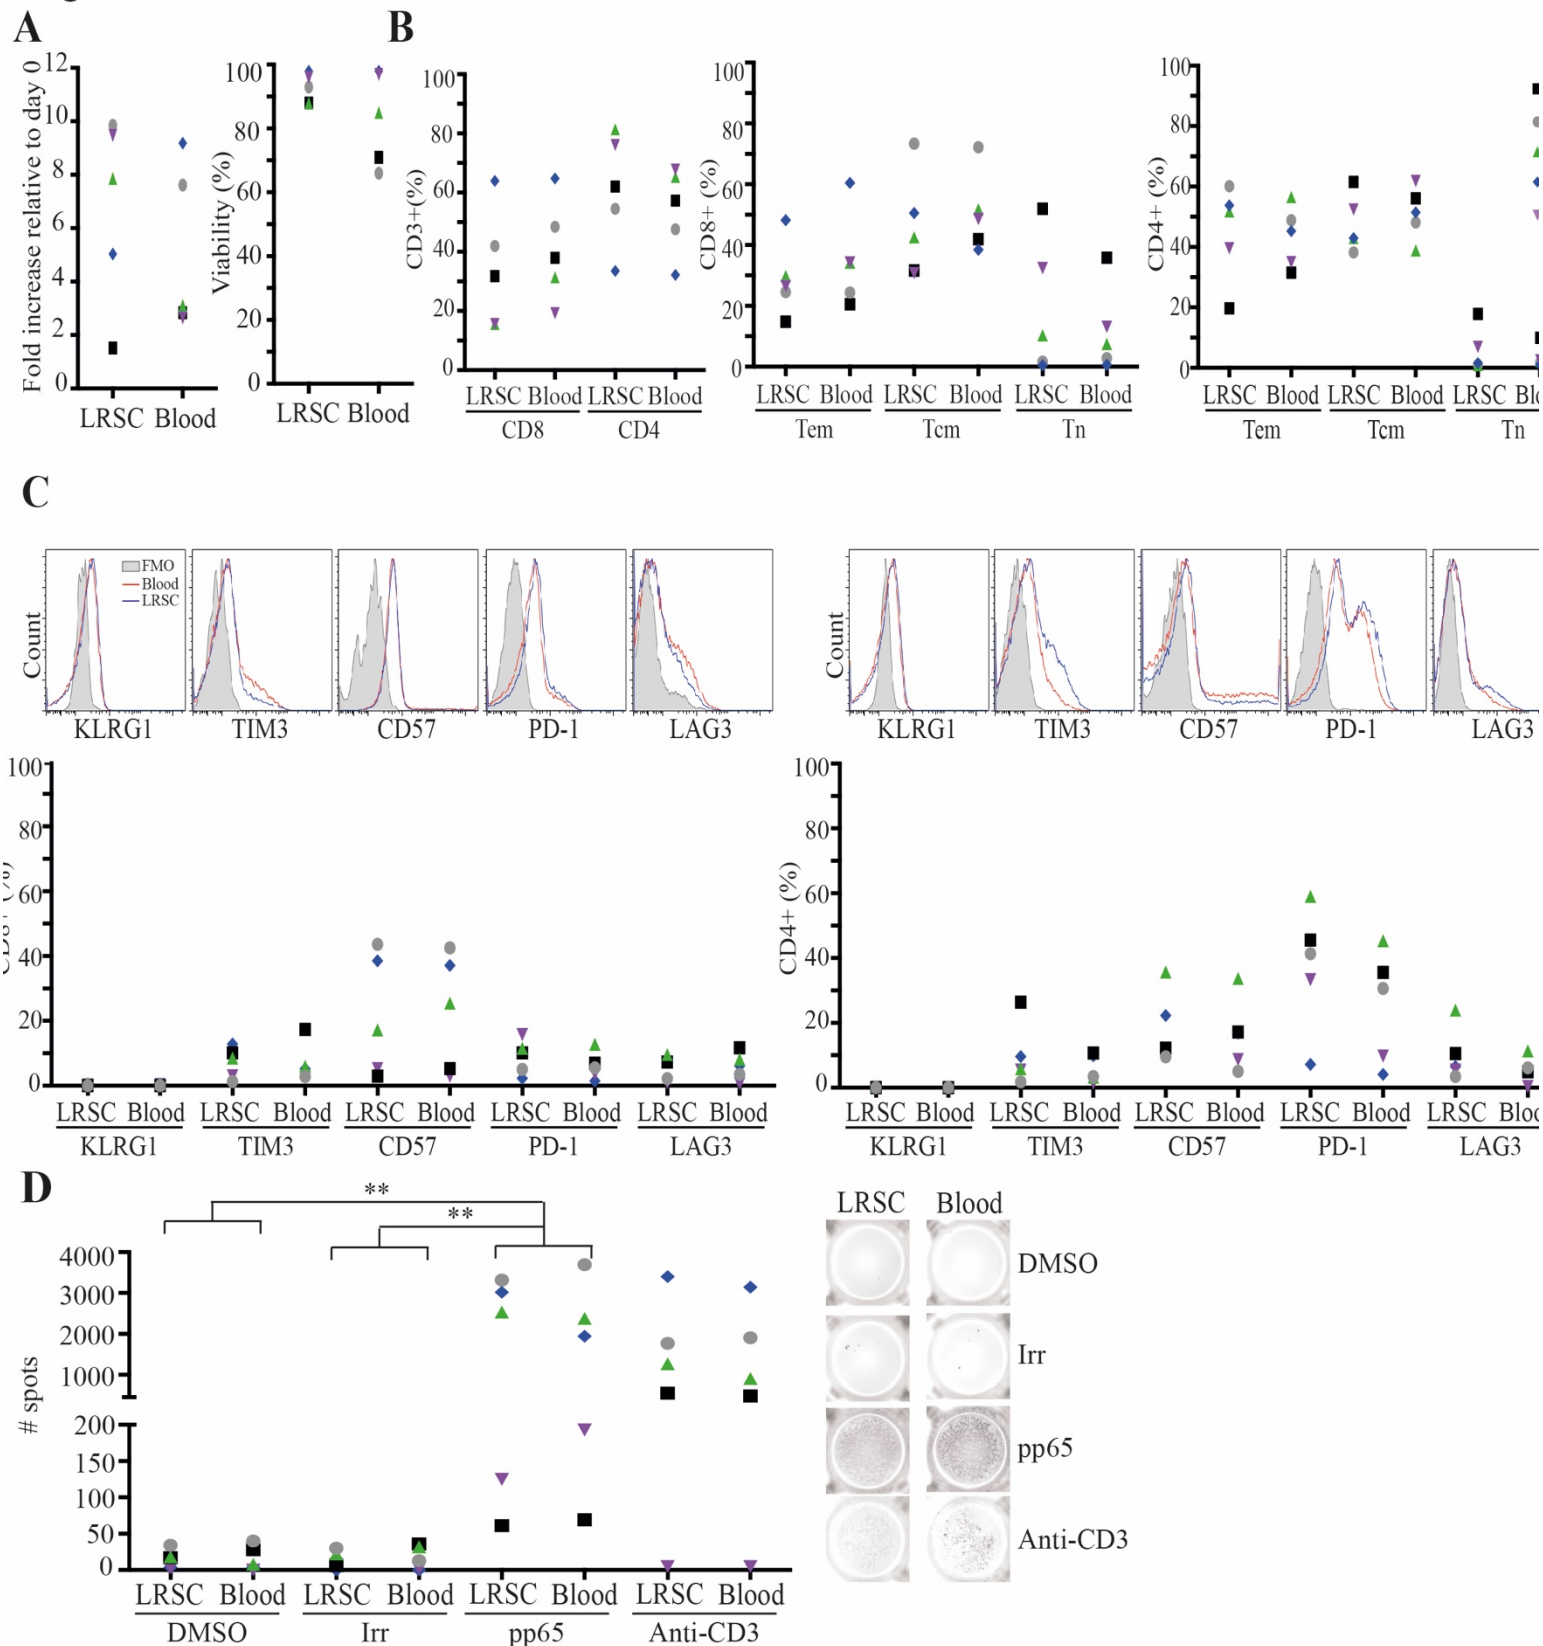 A
B
Fold increase relative to day 0
12
10
8
6
4
2
0
LRSC Blood
Viability (%)
100
80
60
40
20
0
LRSC Blood
CD3+(%)
100
80
60
40
20
0
LRSC Blood LRSC Blood
CD8 CD4
CD8+ (%)
100
80
60
40
20
0
LRSC Blood LRSC Blood LRSC Blood
Tem Tcm Tn
CD4+ (%)
100
80
60
40
20
0
LRSC Blood LRSC Blood LRSC Blo
Tem Tcm Tn
C
Count
FMO
Blood
LRSC
KLRG1 TIM3 CD57 PD-1 LAG3
Count
KLRG1 TIM3 CD57 PD-1 LAG3
100
80
60
40
20
0
LRSC Blood LRSC Blood LRSC Blood LRSC Blood LRSC Blood
KLRG1 TIM3 CD57 PD-1 LAG3
CD4+ (%)
100
80
60
40
20
0
LRSC Blood LRSC Blood LRSC Blood LRSC Blood LRSC Bloo
KLRG1 TIM3 CD57 PD-1 LAG3
D
**
**
# spots
4000
3000
2000
1000
200
150
100
50
0
LRSC Blood LRSC Blood LRSC Blood LRSC Blood
DMSO Irr pp65 Anti-CD3
LRSC Blood
DMSO
Irr
pp65
Anti-CD3